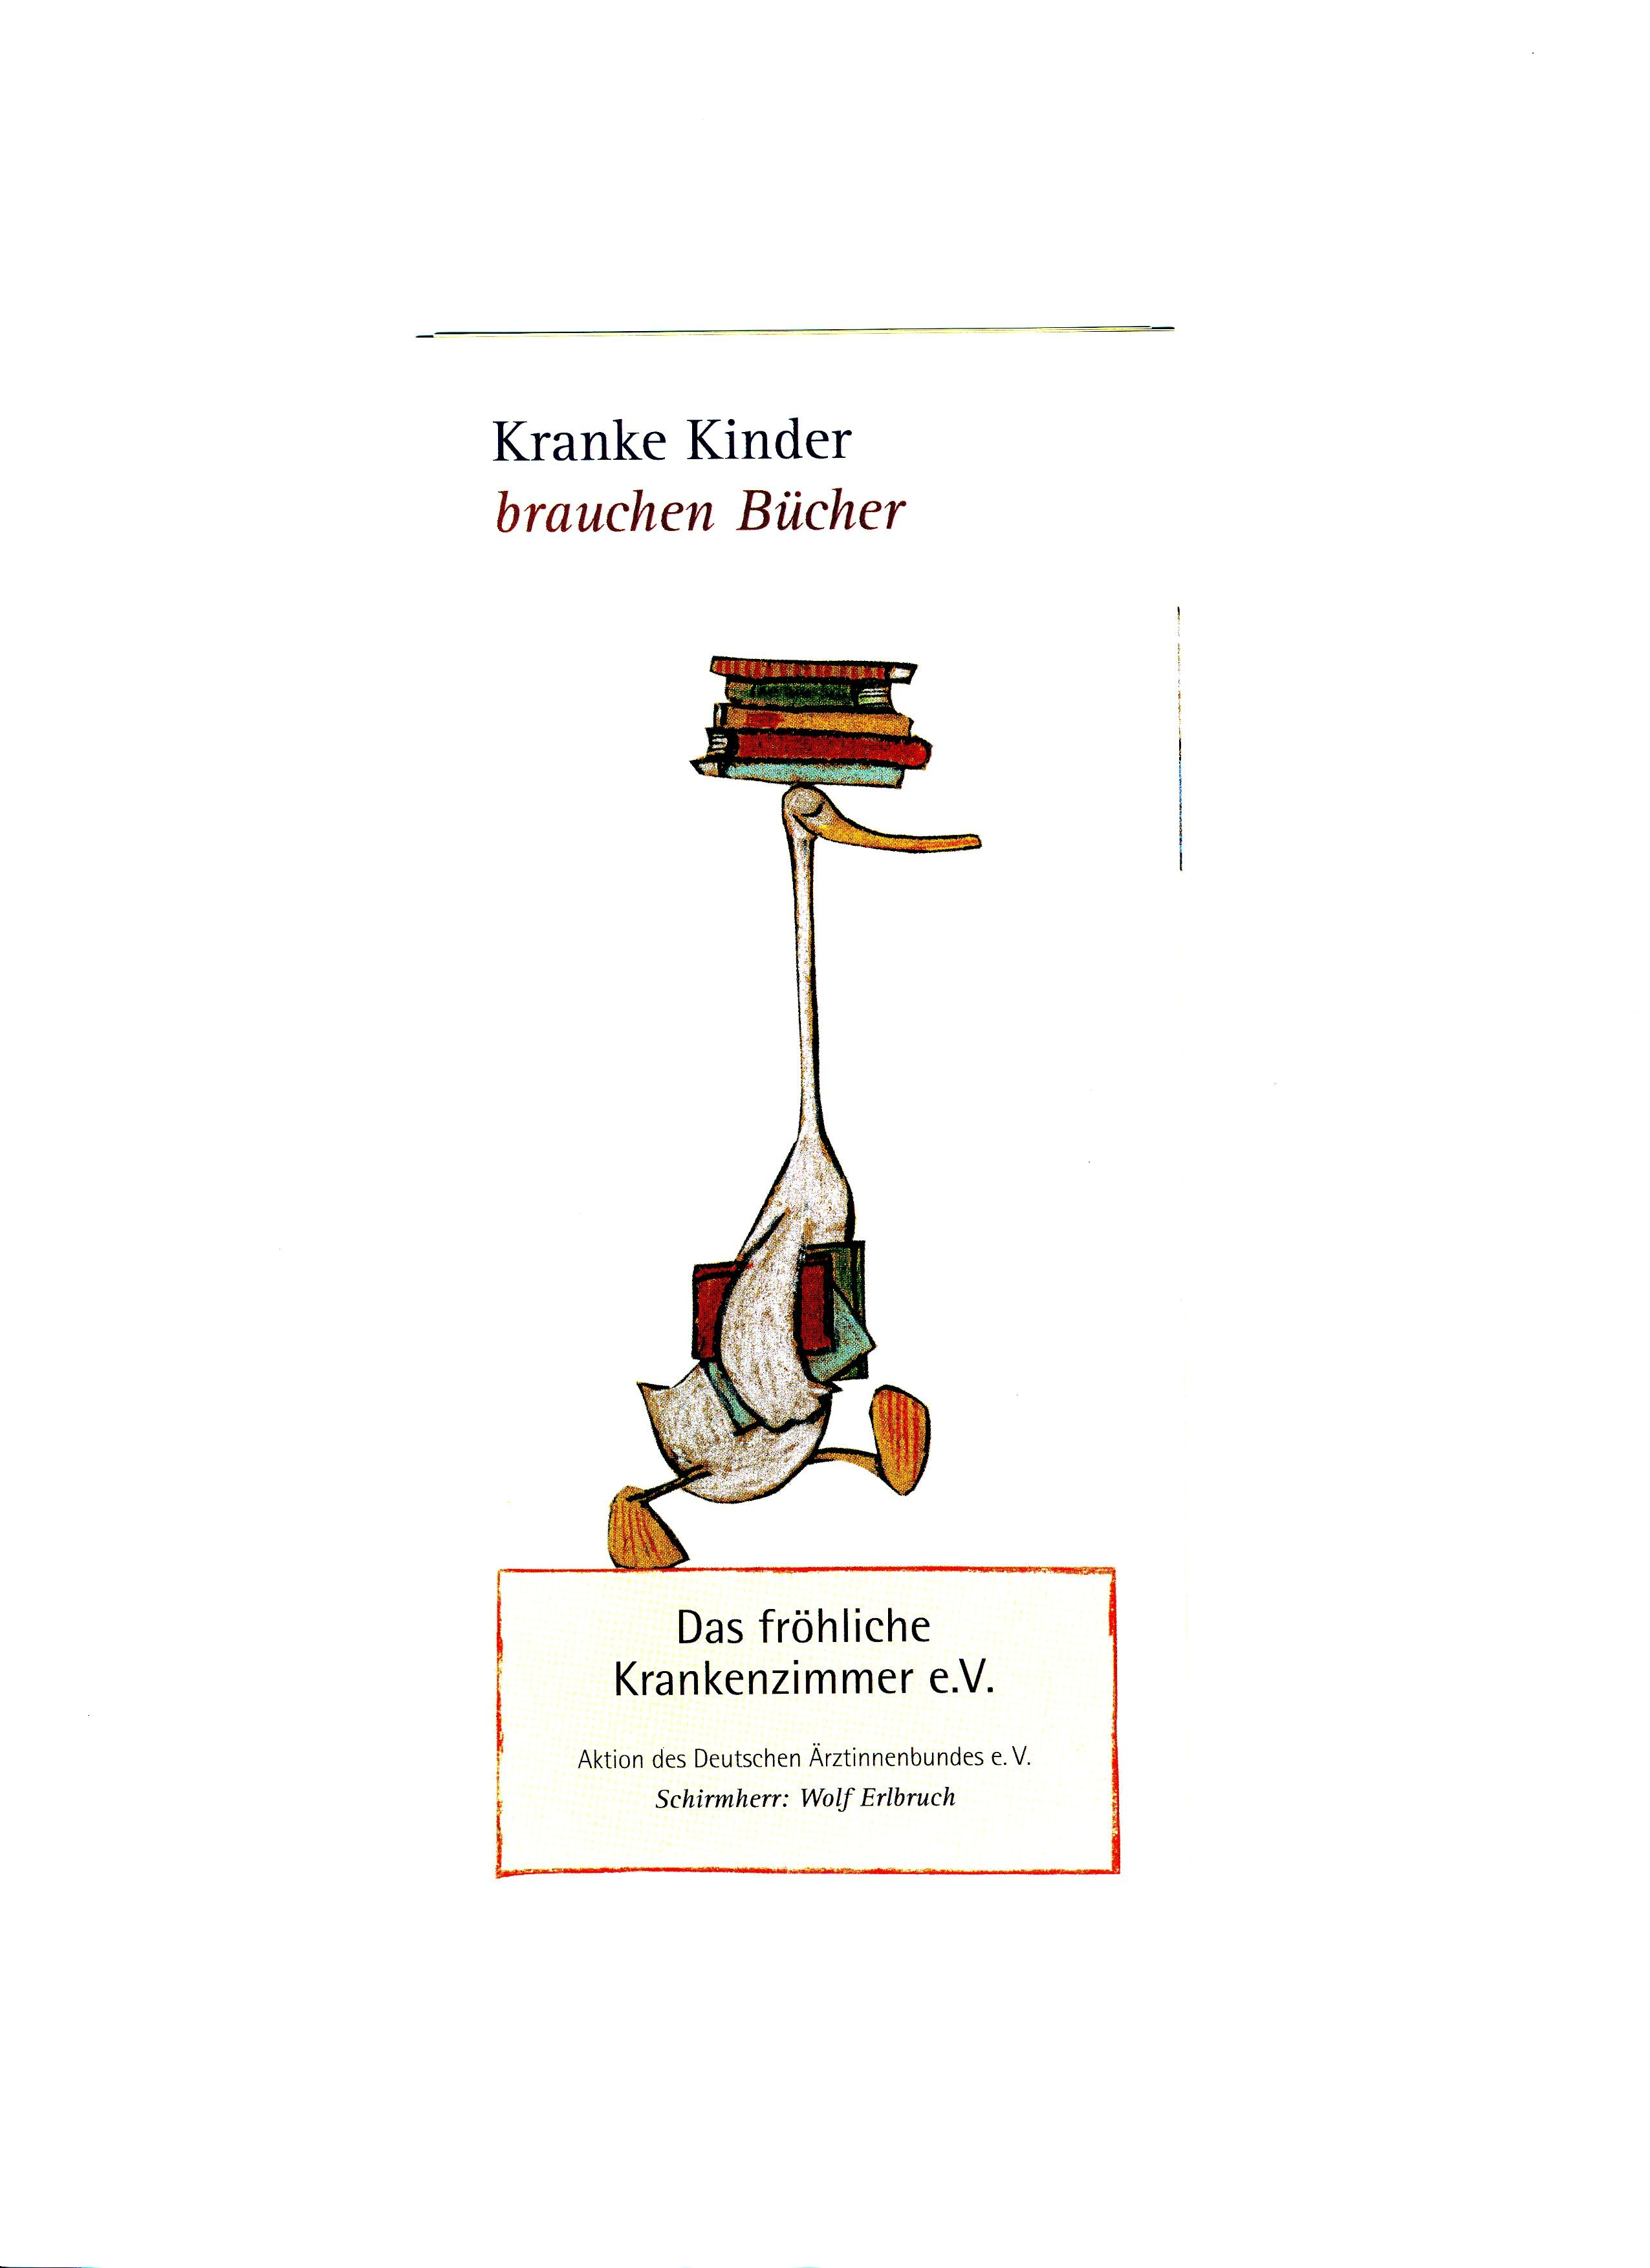 Kranke Kinder
brauchen Bücher
Das fröhliche
Krankenzimmer e.V.
Aktion des Deutschen Ärztinnenbundes e. V.
Schirmherr: Wolf Erlbruch